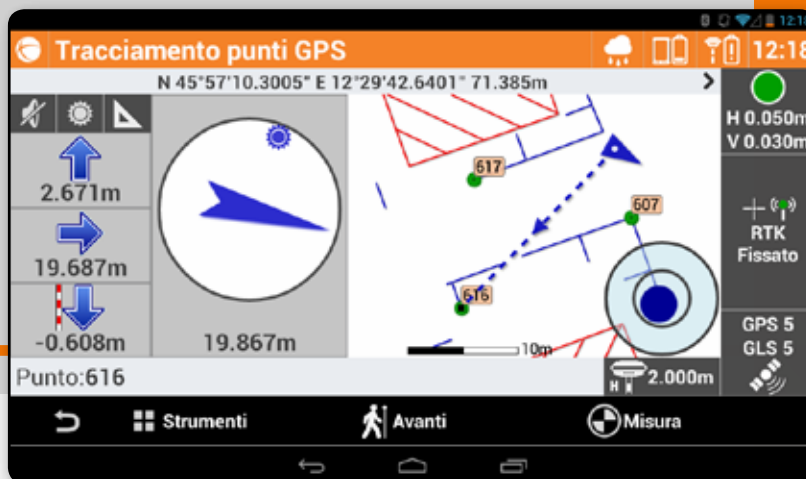 12:18
Tracciamento punti GPS
12:18
N 45°57'10.3005" E 12°29'42.6401" 71.385m
H 0.050m
V 0.030m
2.671m
617
607
19.687m
RTK
Fissato
616
-0.608m
19.867m
10m
GPS 5
GLS 5
Punto:616
H
2.000m
Strumenti
Avanti
Misura